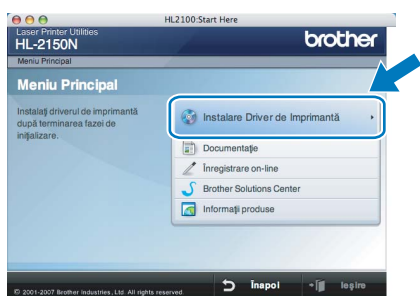 HL2100:Start Here
Laser Printer Utilities
HL-2150N
brother
Meniu Principal
Meniu Principal
Instalaţi driverul de imprimantă
după terminarea fazei de
iniţializare.
Instalare Driver de Imprimantă
Documentaţie
Înregistrare on-line
Brother Solutions Center
Informaţii produse
© 2001-2007 Brother Industries, Ltd. All rights reserved.
Înapoi
Ieşire